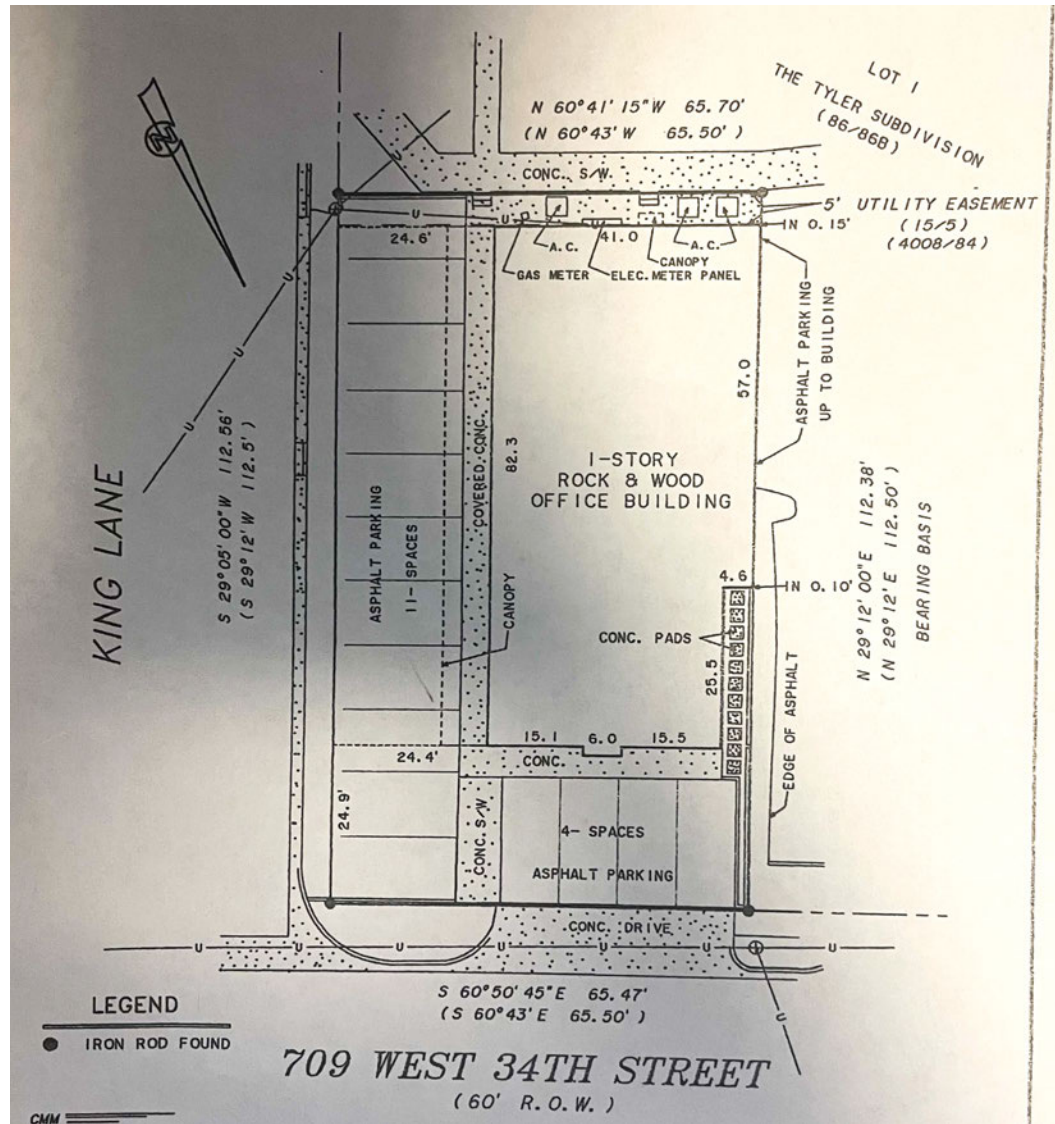 LOT 1
THE TYLER SUBDIVISION
(86/86B)
N 60°41' 15"W 65.70'
(N 60°43'W 65.50')
CONC. S/W.
5' UTILITY EASEMENT
(15/5)
(4008/84)
IN 0.15'
U
U
U
24.6'
41.0
A.C.
A.C.
CANOPY
GAS METER
ELEC. METER PANEL
ASPHALT PARKING
UP TO BUILDING
U
U
57.0
COVERED CONC.
82.3
1-STORY
ROCK & WOOD
OFFICE BUILDING
KING LANE
S 29°05' 00"W 112.56'
(S 29°12' W 112.5')
ASPHALT PARKING
11- SPACES
CANOPY
N 29°12' 00"E 112.38'
(N 29°12'E 112.50')
BEARING BASIS
4.6
IN 0.10'
CONC. PADS
25.5
EDGE OF ASPHALT
15.1 6.0 15.5
CONC.
24.4'
24.9'
CONC. S/W
4- SPACES
ASPHALT PARKING
CONC. DRIVE
U U U U U U U
U
S 60°50' 45"E 65.47'
(S 60°43'E 65.50')
LEGEND
IRON ROD FOUND
709 WEST 34TH STREET
(60' R.O.W.)
CMM